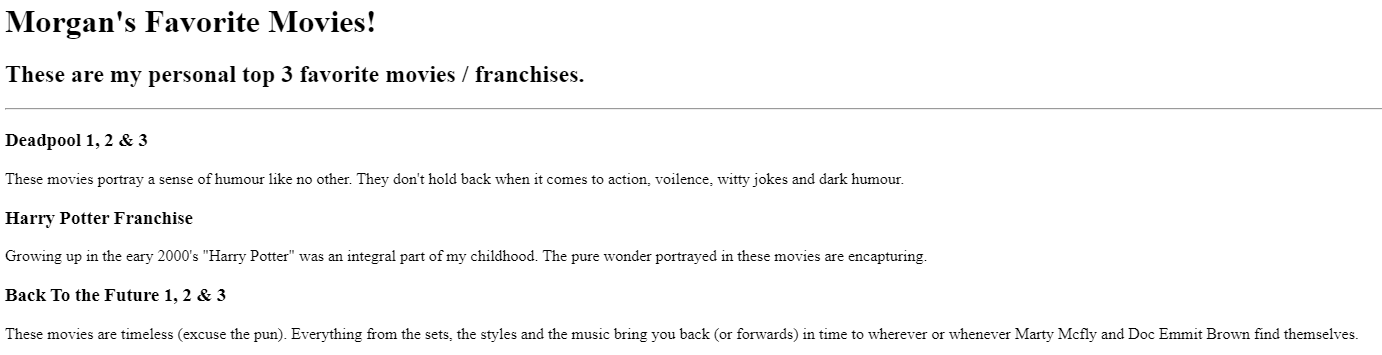 Morgan's Favorite Movies!
These are my personal top 3 favorite movies / franchises.
Deadpool 1, 2 & 3
These movies portray a sense of humour like no other. They don't hold back when it comes to action, voilence, witty jokes and dark humour.
Harry Potter Franchise
Growing up in the eary 2000's "Harry Potter" was an integral part of my childhood. The pure wonder portrayed in these movies are encapturing.
Back To the Future 1, 2 & 3
These movies are timeless (excuse the pun). Everything from the sets, the styles and the music bring you back (or forwards) in time to wherever or whenever Marty Mcfly and Doc Emmit Brown find themselves.